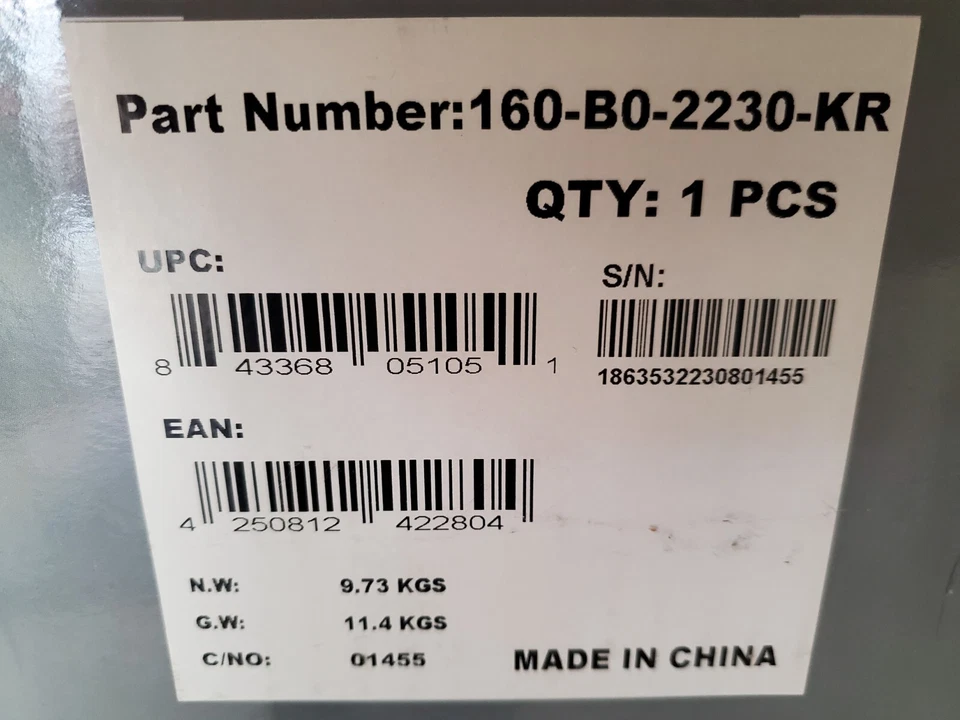 Part Number:160-B0-2230-KR
QTY: 1 PCS
UPC:
8 43368 05105 1
S/N:
1863532230801455
EAN:
4 250812 422804
N.W: 9.73 KGS
G.W: 11.4 KGS
C/NO: 01455
MADE IN CHINA